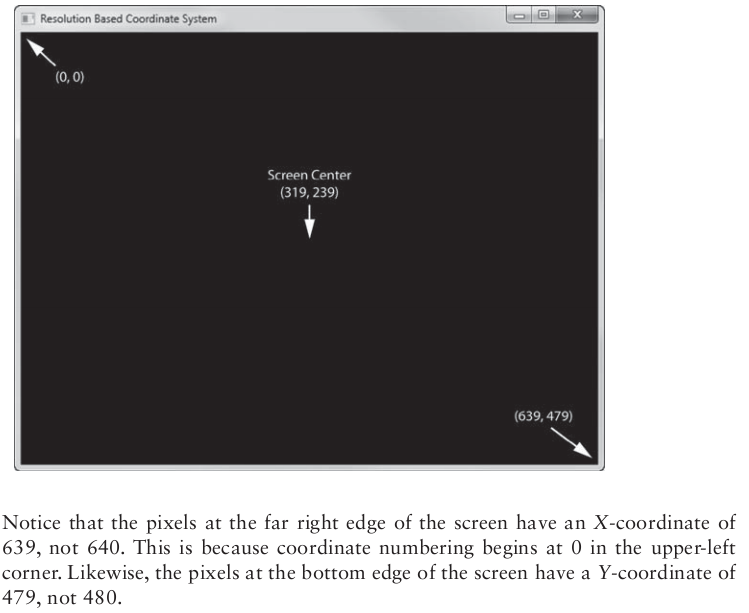 Resolution Based Coordinate System
(0, 0)
Screen Center
(319, 239)
(639, 479)
Notice that the pixels at the far right edge of the screen have an X-coordinate of
639, not 640. This is because coordinate numbering begins at 0 in the upper-left
corner. Likewise, the pixels at the bottom edge of the screen have a Y-coordinate of
479, not 480.